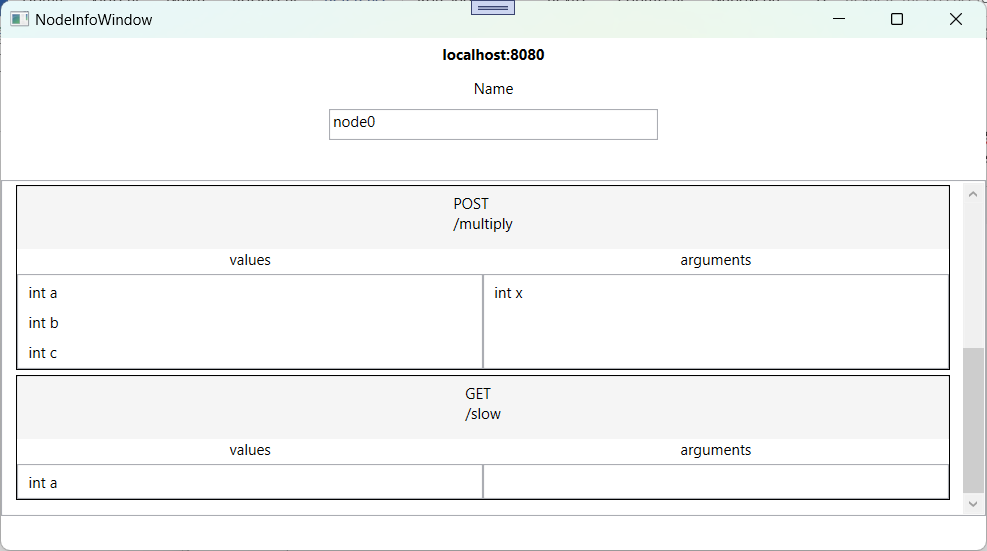 NodeInfoWindow
localhost:8080
Name
node0
POST
/multiply
values arguments
int a int x
int b
int c
GET
/slow
values arguments
int a